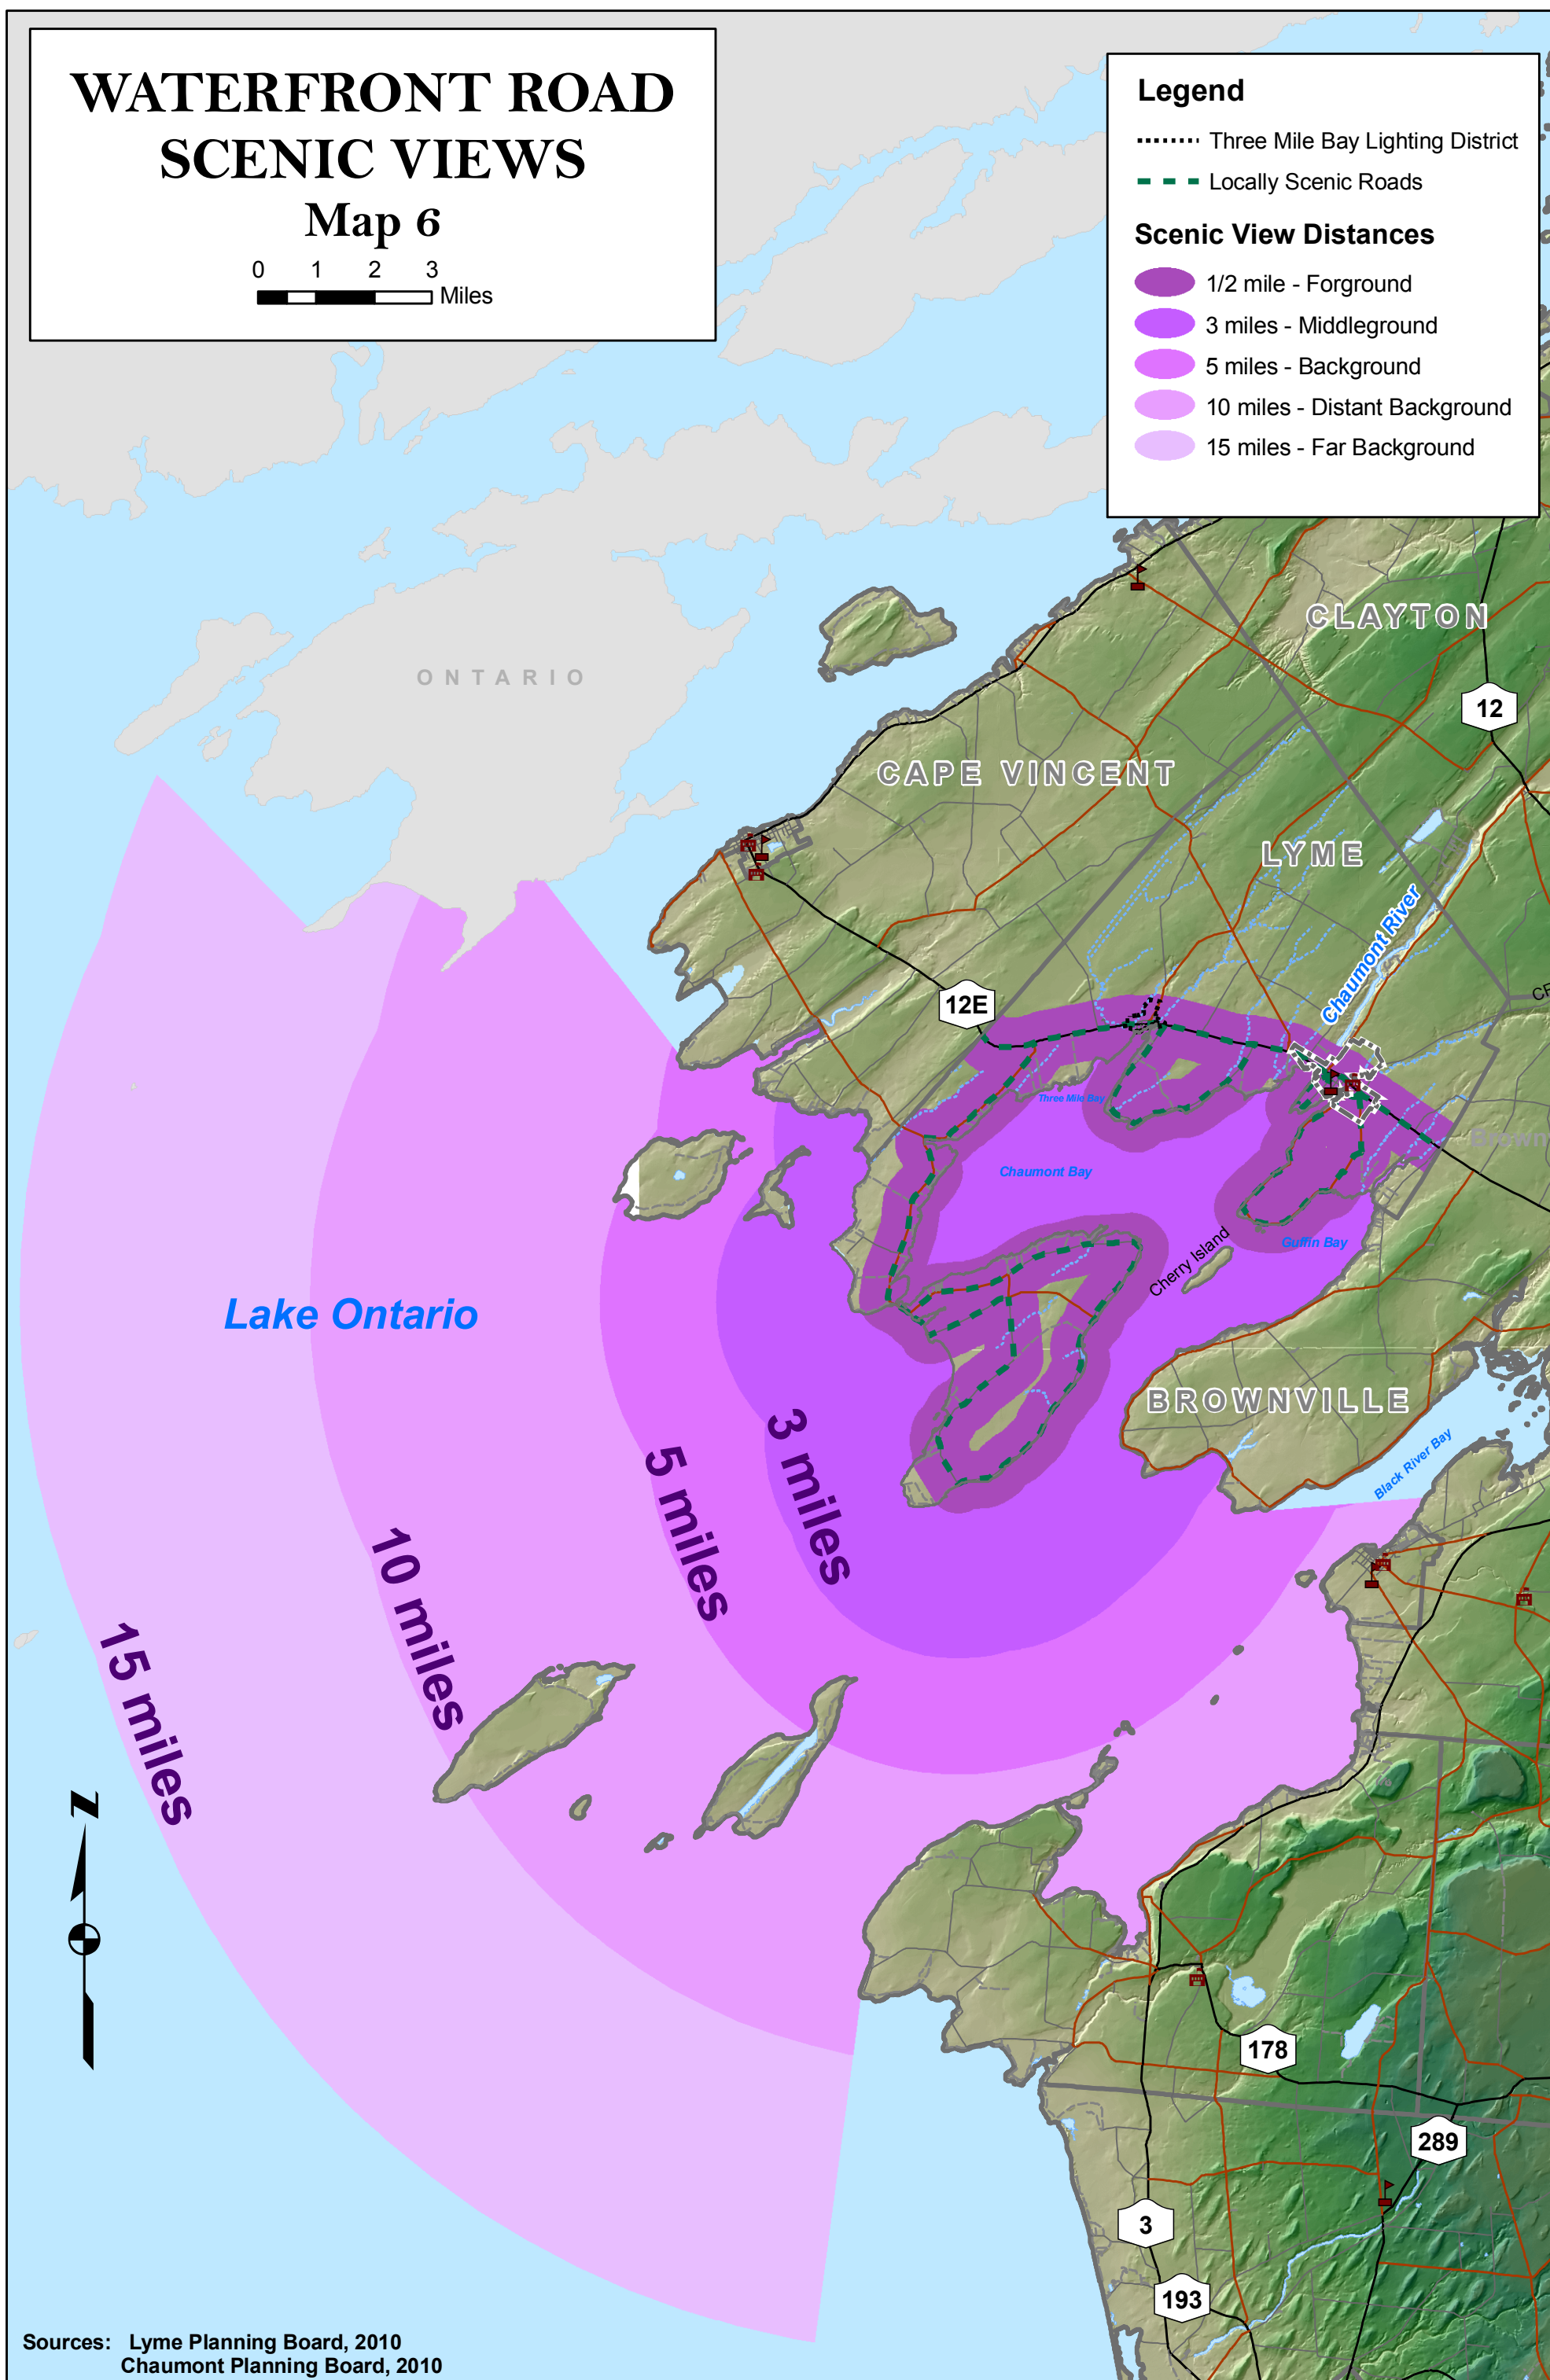 WATERFRONT ROAD
SCENIC VIEWS
Map 6
0 1 2 3
Miles
Legend
Three Mile Bay Lighting District
Locally Scenic Roads
Scenic View Distances
1/2 mile - Forground
3 miles - Middleground
5 miles - Background
10 miles - Distant Background
15 miles - Far Background
ONTARIO
CLAYTON
12
CAPE VINCENT
LYME
Chaumont River
12E
Three Mile Bay
Chaumont Bay
Cherry Island
Guffin Bay
Lake Ontario
BROWNVILLE
Black River Bay
3 miles
5 miles
10 miles
15 miles
N
178
289
3
193
Sources: Lyme Planning Board, 2010
Chaumont Planning Board, 2010